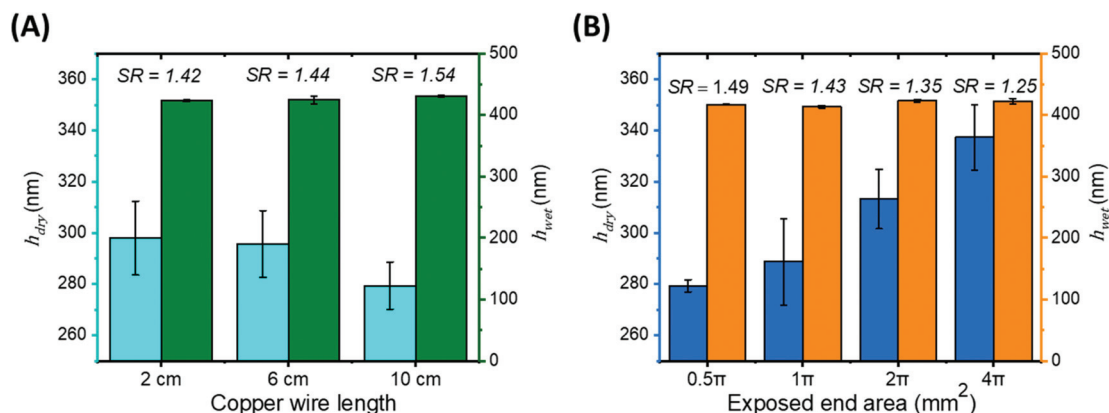 (A)
SR = 1.42 SR = 1.44 SR = 1.54
360
340
320
300
280
260
h_dry (nm)
500
400
300
200
100
0
h_wet (nm)
2 cm 6 cm 10 cm
Copper wire length
(B)
SR = 1.49 SR = 1.43 SR = 1.35 SR = 1.25
360
340
320
300
280
260
h_dry (nm)
500
400
300
200
100
0
h_wet (nm)
0.5π 1π 2π 4π
Exposed end area (mm²)